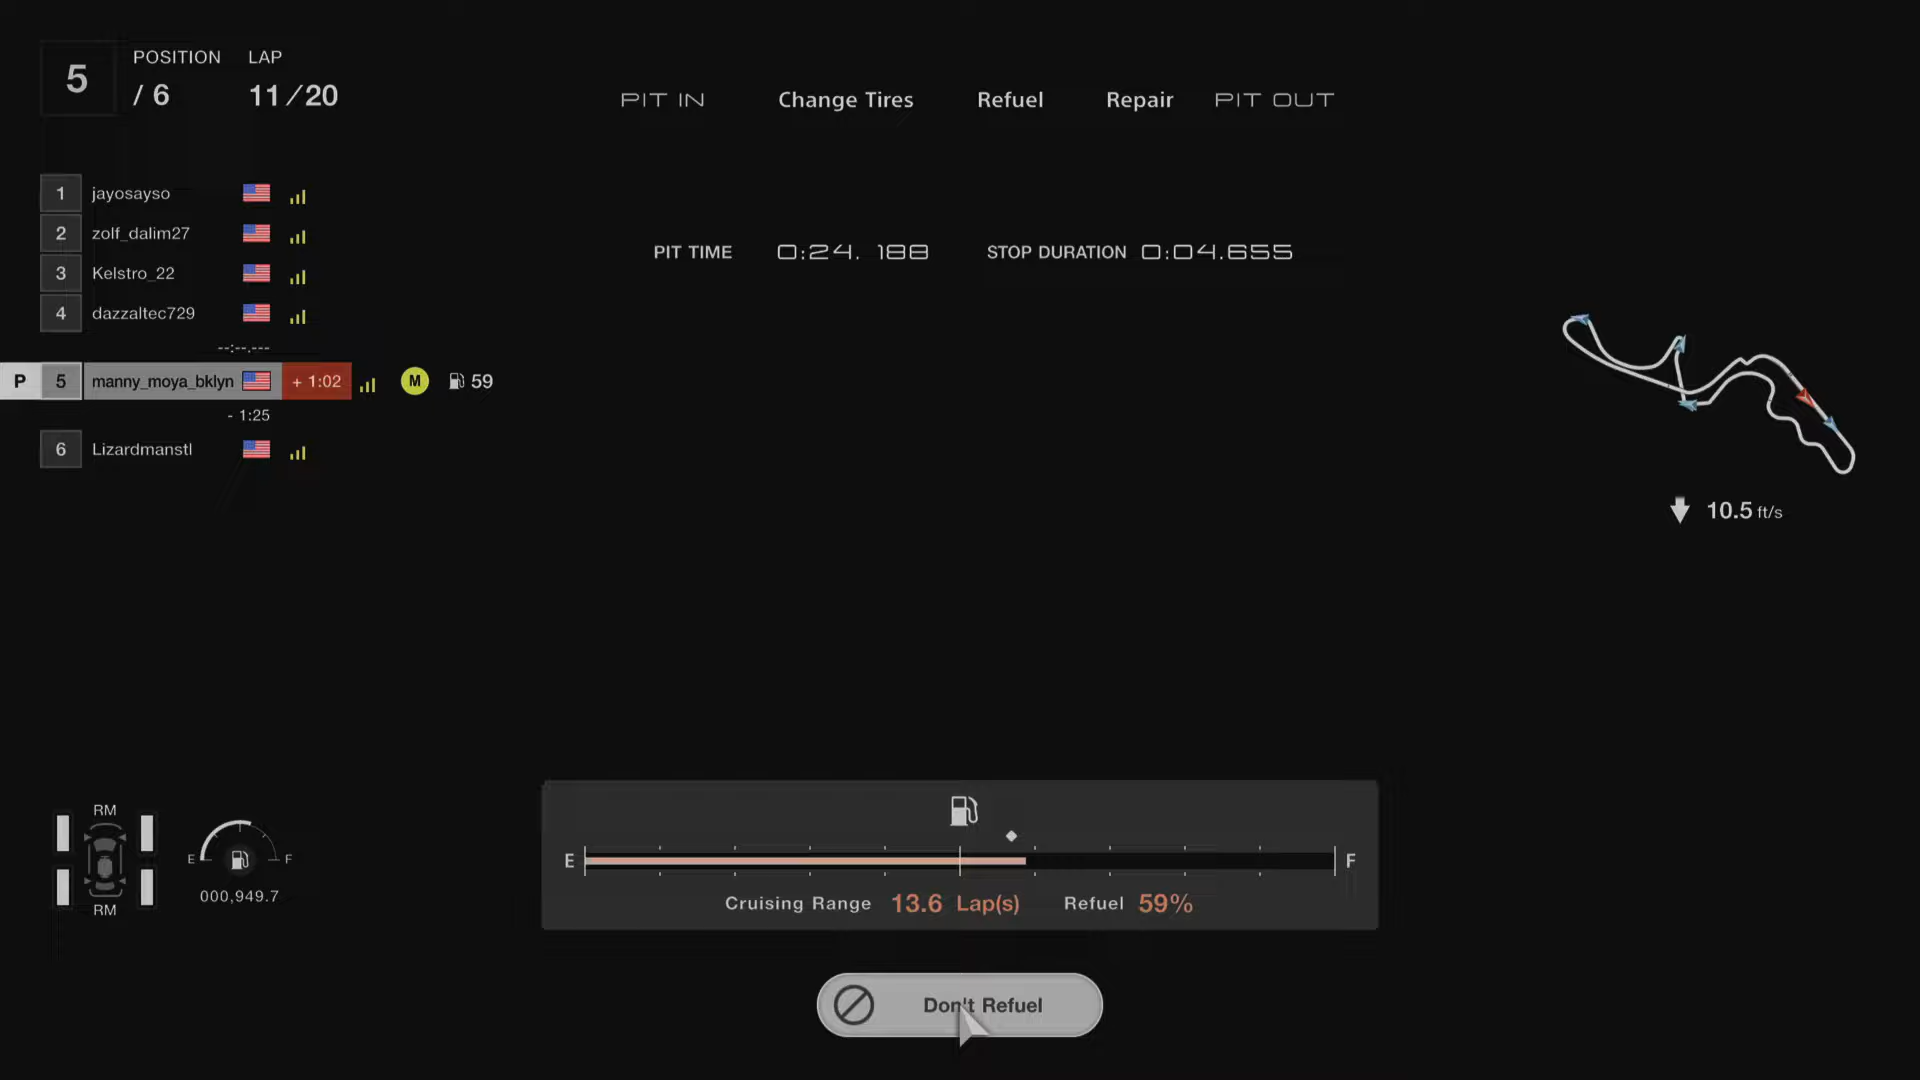 5
POSITION
/ 6
LAP
11/20
PIT IN
Change Tires
Refuel
Repair
PIT OUT
1 jayosayso
2 zolf_dalim27
3 Kelstro_22
4 dazzaltec729
--:--.---
P 5 manny_moya_bklyn + 1:02 M 59
- 1:25
6 Lizardmanstl
PIT TIME 0:24. 188 STOP DURATION 0:04.655
10.5 ft/s
RM
RM
E F
000,949.7
E F
Cruising Range 13.6 Lap(s) Refuel 59%
Don't Refuel